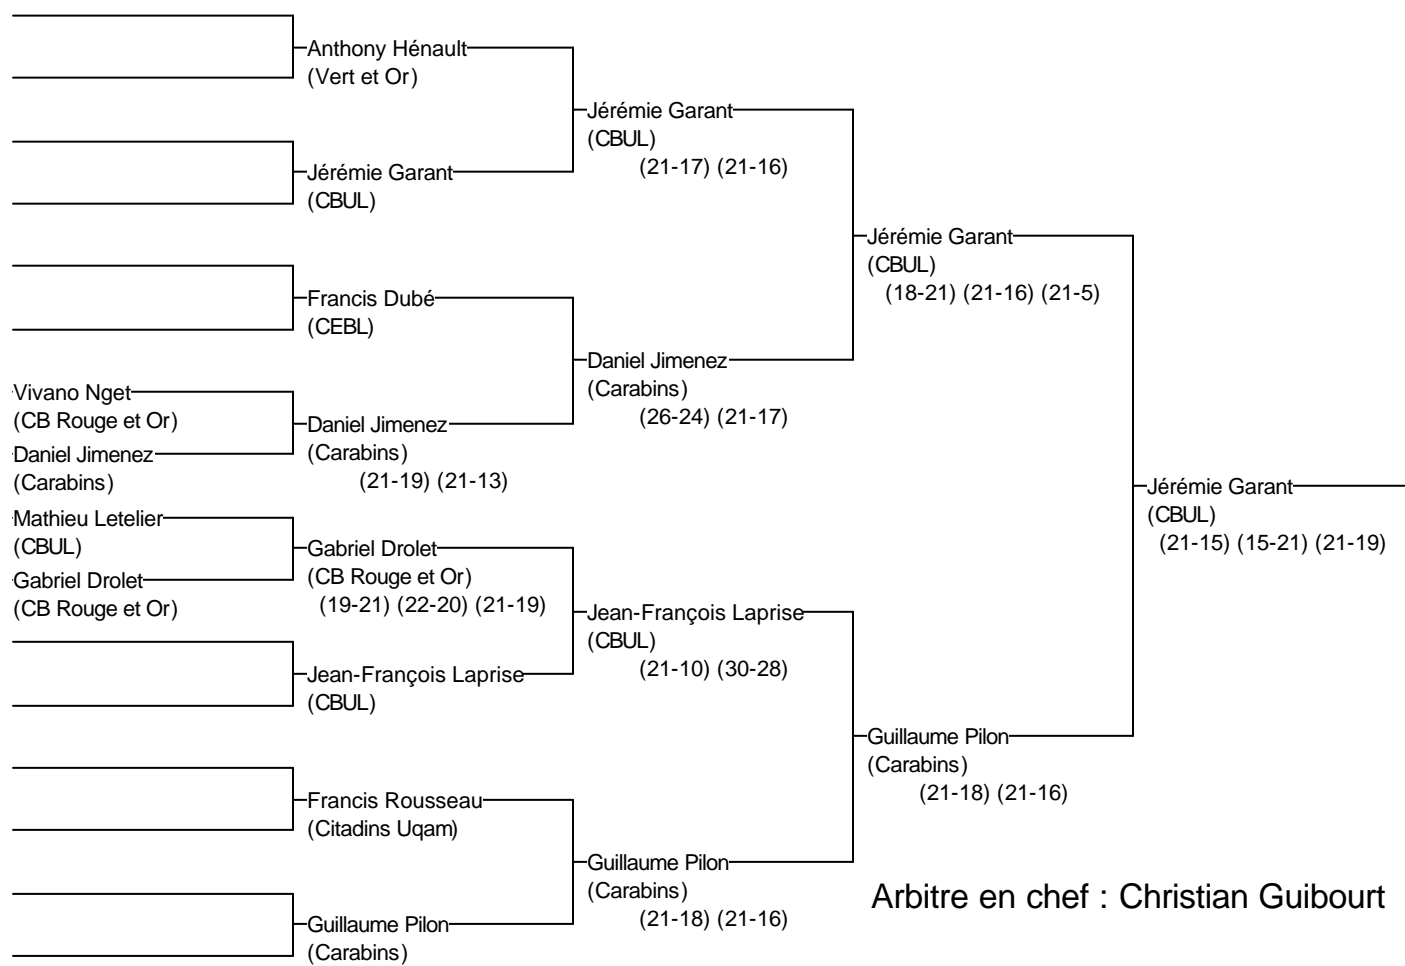 Anthony Hénault
(Vert et Or)
Jérémie Garant
(CBUL)
(21-17) (21-16)
Jérémie Garant
(CBUL)
Jérémie Garant
(CBUL)
(18-21) (21-16) (21-5)
Francis Dubé
(CEBL)
Daniel Jimenez
(Carabins)
(26-24) (21-17)
Vivano Nget
(CB Rouge et Or)
Daniel Jimenez
(Carabins)
(21-19) (21-13)
Daniel Jimenez
(Carabins)
Jérémie Garant
(CBUL)
(21-15) (15-21) (21-19)
Mathieu Letelier
(CBUL)
Gabriel Drolet
(CB Rouge et Or)
(19-21) (22-20) (21-19)
Gabriel Drolet
(CB Rouge et Or)
Jean-François Laprise
(CBUL)
(21-10) (30-28)
Jean-François Laprise
(CBUL)
Guillaume Pilon
(Carabins)
(21-18) (21-16)
Francis Rousseau
(Citadins Uqam)
Guillaume Pilon
(Carabins)
(21-18) (21-16)
Arbitre en chef : Christian Guibourt
Guillaume Pilon
(Carabins)